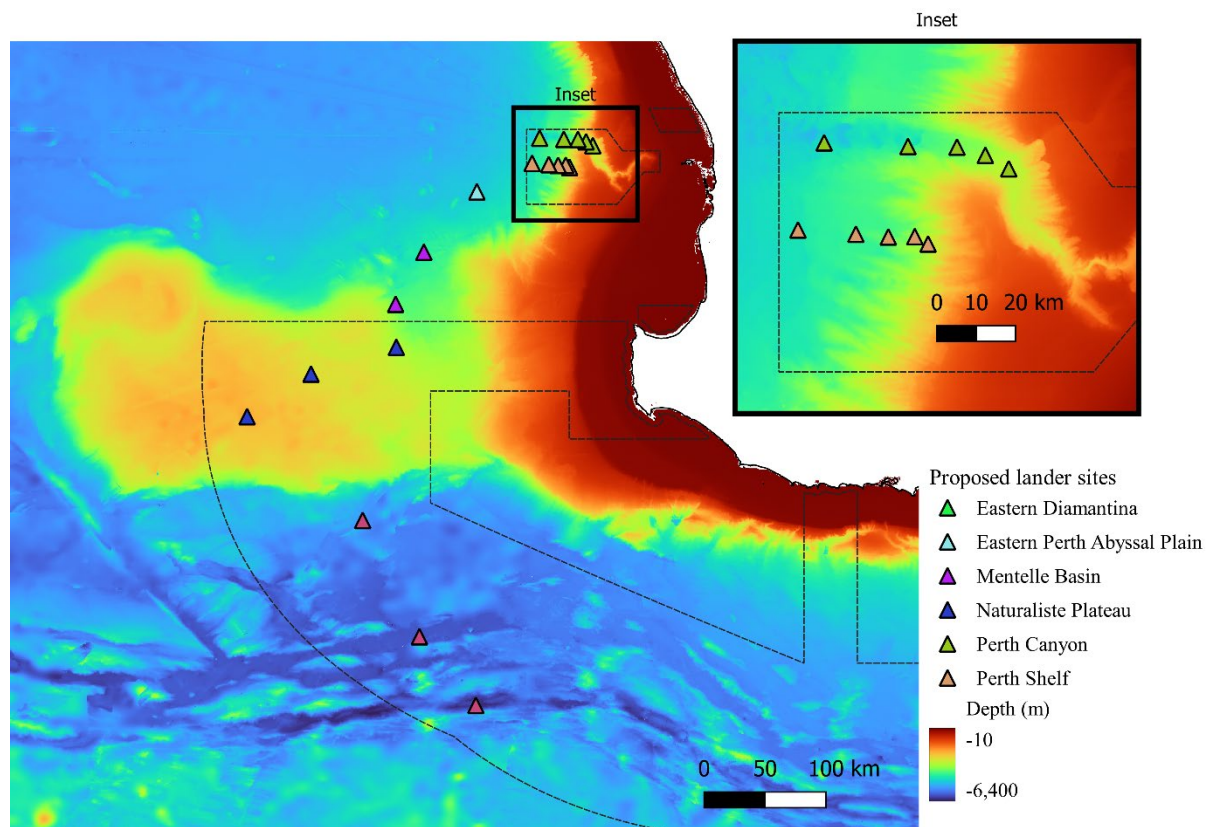 Inset
Inset
0 10 20 km
Proposed lander sites
Eastern Diamantina
Eastern Perth Abyssal Plain
Mentelle Basin
Naturaliste Plateau
Perth Canyon
Perth Shelf
Depth (m)
-10
-6,400
0 50 100 km